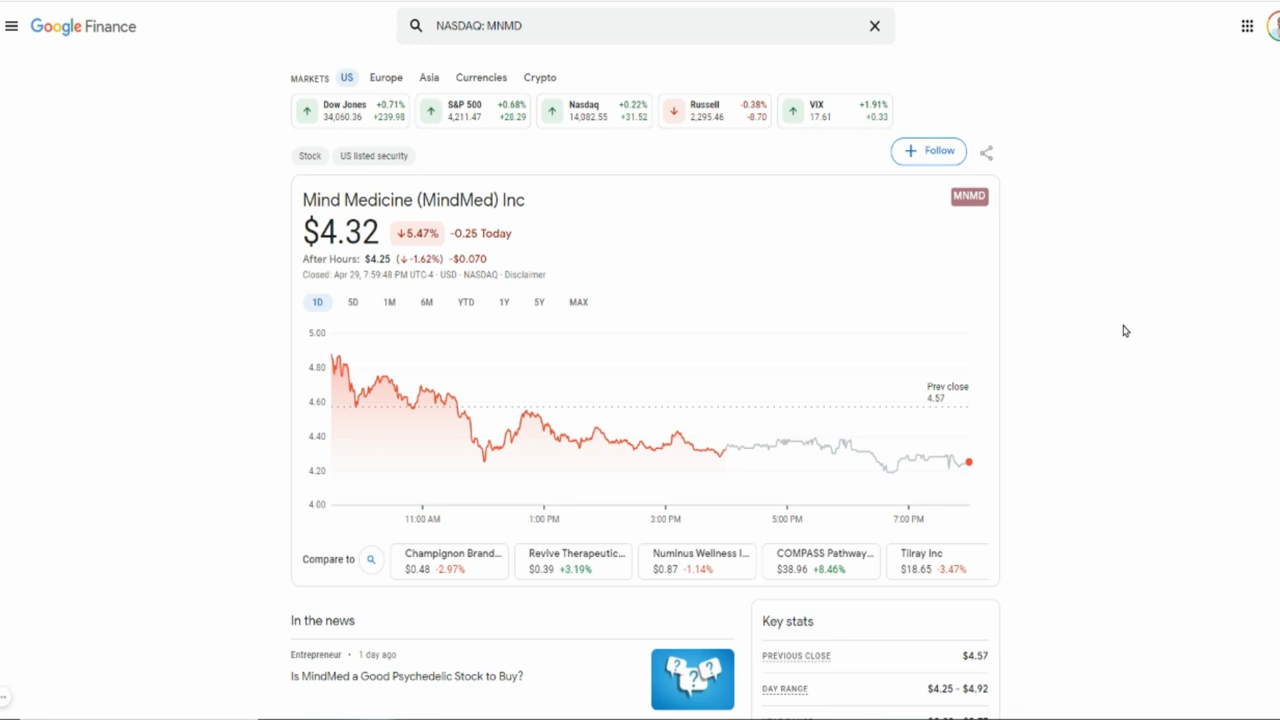 Google Finance
NASDAQ: MNMD
MARKETS US Europe Asia Currencies Crypto
Dow Jones +0.71%
34,060.36 +239.98
S&P 500 +0.68%
4,211.47 +28.29
Nasdaq +0.22%
14,082.55 +31.52
Russell -0.38%
2,295.46 -8.70
VIX +1.91%
17.61 +0.33
Stock US listed security
+ Follow
Mind Medicine (MindMed) Inc
MNMD
$4.32 ↓5.47% -0.25 Today
After Hours: $4.25 (↓-1.62%) -$0.070
Closed: Apr 29, 7:59:48 PM UTC-4 · USD · NASDAQ · Disclaimer
1D 5D 1M 6M YTD 1Y 5Y MAX
5.00
4.80
Prev close
4.57
4.60
4.40
4.20
4.00
11:00 AM 1:00 PM 3:00 PM 5:00 PM 7:00 PM
Compare to
Champignon Brand...
$0.48 -2.97%
Revive Therapeutic...
$0.39 +3.19%
Numinus Wellness I...
$0.87 -1.14%
COMPASS Pathway...
$38.96 +8.46%
Tilray Inc
$18.65 -3.47%
In the news
Entrepreneur · 1 day ago
Is MindMed a Good Psychedelic Stock to Buy?
Key stats
PREVIOUS CLOSE $4.57
DAY RANGE $4.25 - $4.92